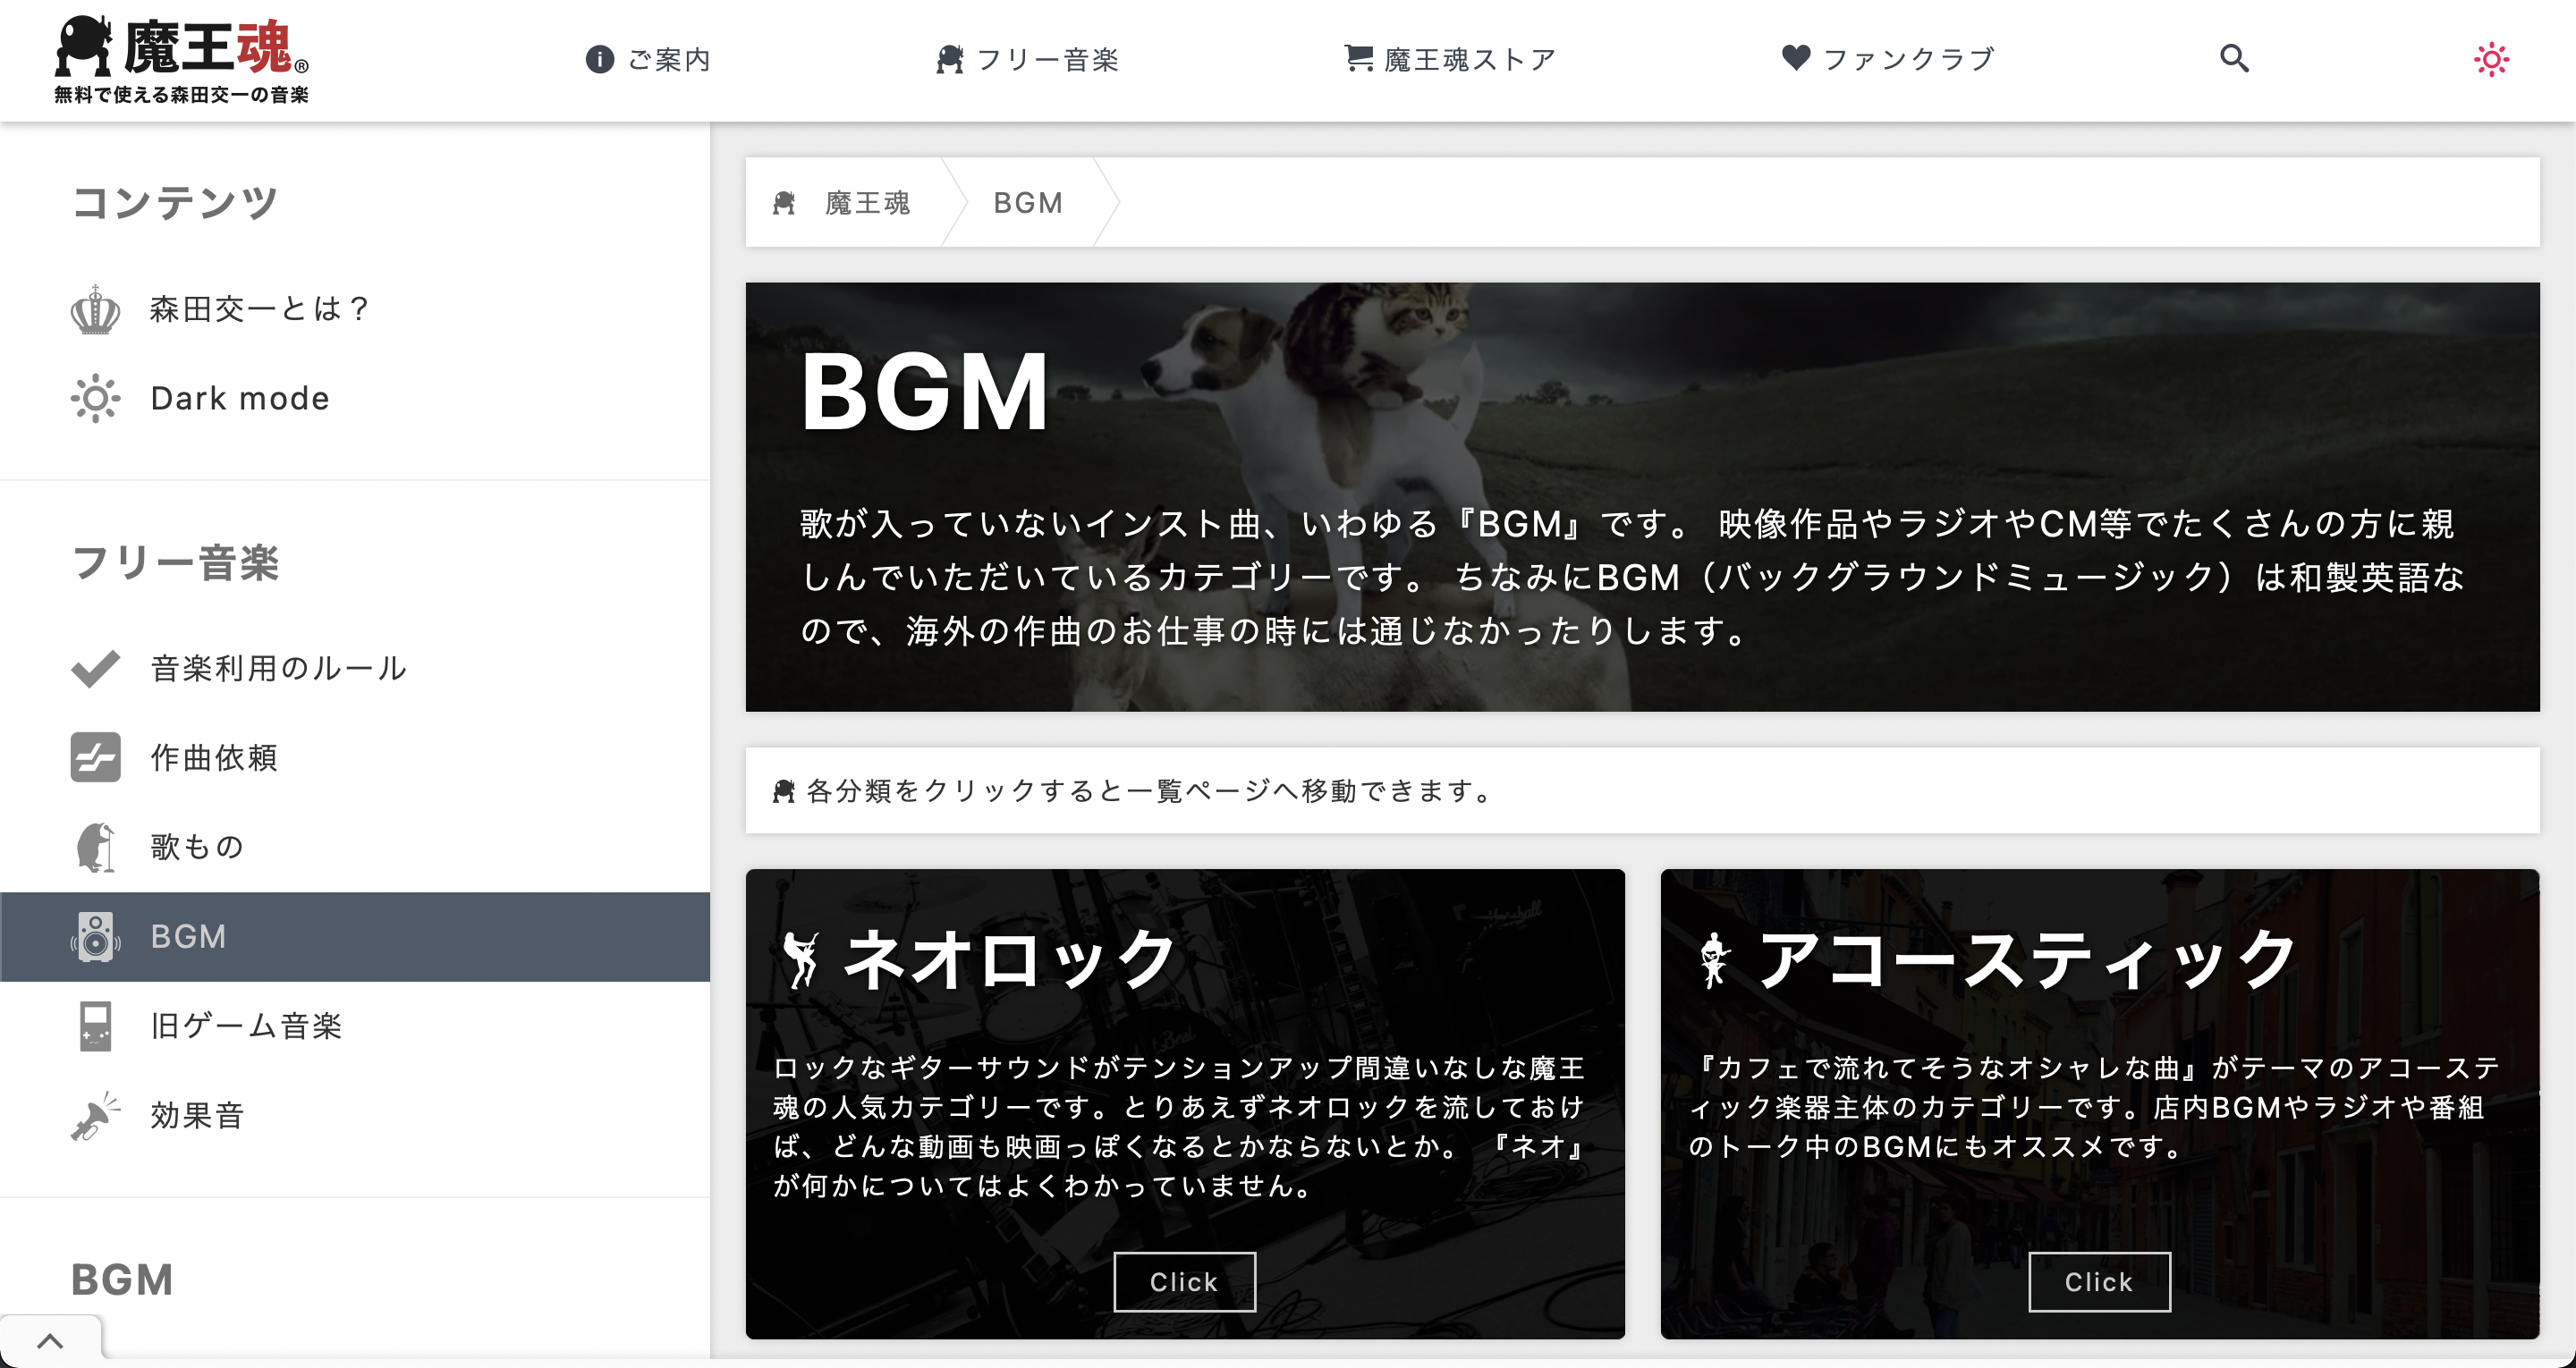 魔王魂®
無料で使える森田交一の音楽
ご案内
フリー音楽
魔王魂ストア
ファンクラブ
コンテンツ
森田交一とは？
Dark mode
フリー音楽
音楽利用のルール
作曲依頼
歌もの
BGM
旧ゲーム音楽
効果音
BGM
魔王魂
BGM
BGM
歌が入っていないインスト曲、いわゆる『BGM』です。 映像作品やラジオやCM等でたくさんの方に親
しんでいただいているカテゴリーです。 ちなみにBGM（バックグラウンドミュージック）は和製英語な
ので、海外の作曲のお仕事の時には通じなかったりします。
各分類をクリックすると一覧ページへ移動できます。
ネオロック
ロックなギターサウンドがテンションアップ間違いなしな魔王
魂の人気カテゴリーです。とりあえずネオロックを流しておけ
ば、どんな動画も映画っぽくなるとかならないとか。 『ネオ』
が何かについてはよくわかっていません。
Click
アコースティック
『カフェで流れてそうなオシャレな曲』がテーマのアコーステ
ィック楽器主体のカテゴリーです。店内BGMやラジオや番組
のトーク中のBGMにもオススメです。
Click